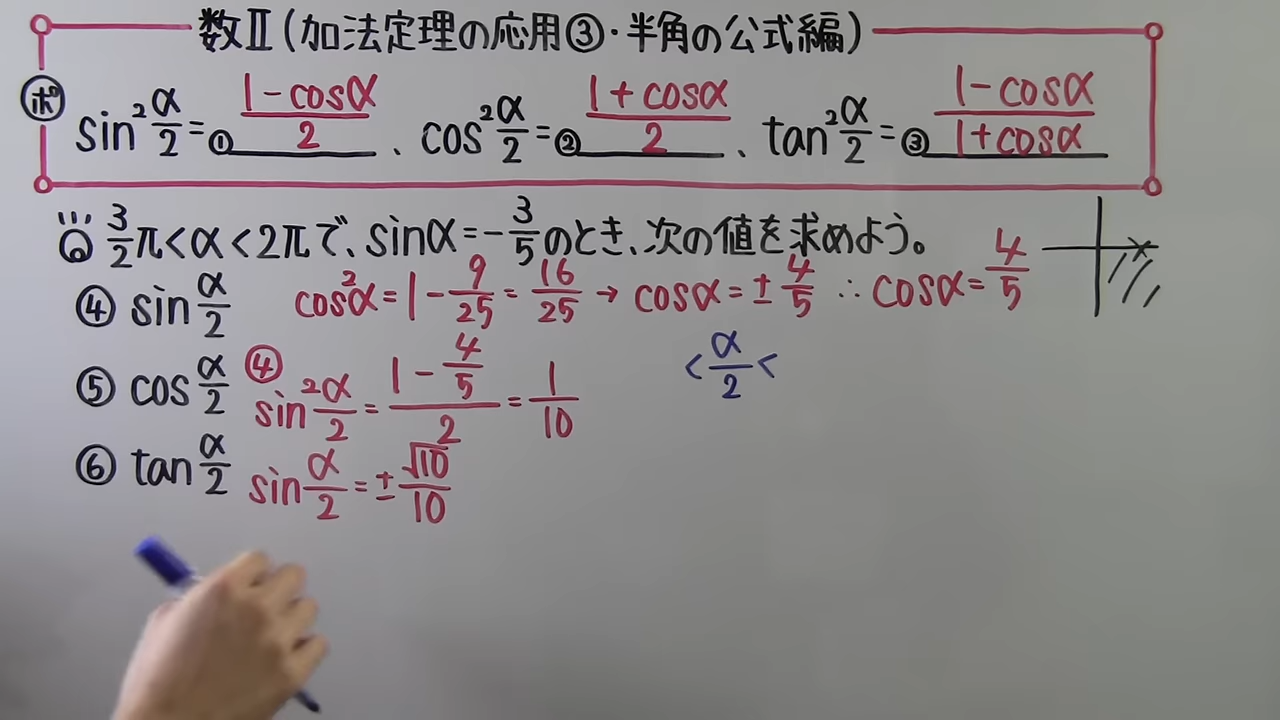 数Ⅱ(加法定理の応用③・半角の公式編)
ポ sin²α/2=①(1-cosα)/2、cos²α/2=②(1+cosα)/2、tan²α/2=③(1-cosα)/(1+cosα)
3/2π<α<2πで、sinα=-3/5のとき、次の値を求めよう。
④ sin α/2
cos²α=1-9/25=16/25→cosα=±4/5 ∴cosα=4/5
⑤ cos α/2
④
sin²α/2=(1-4/5)/2=1/10
<α/2<
⑥ tan α/2
sin α/2=±√10/10